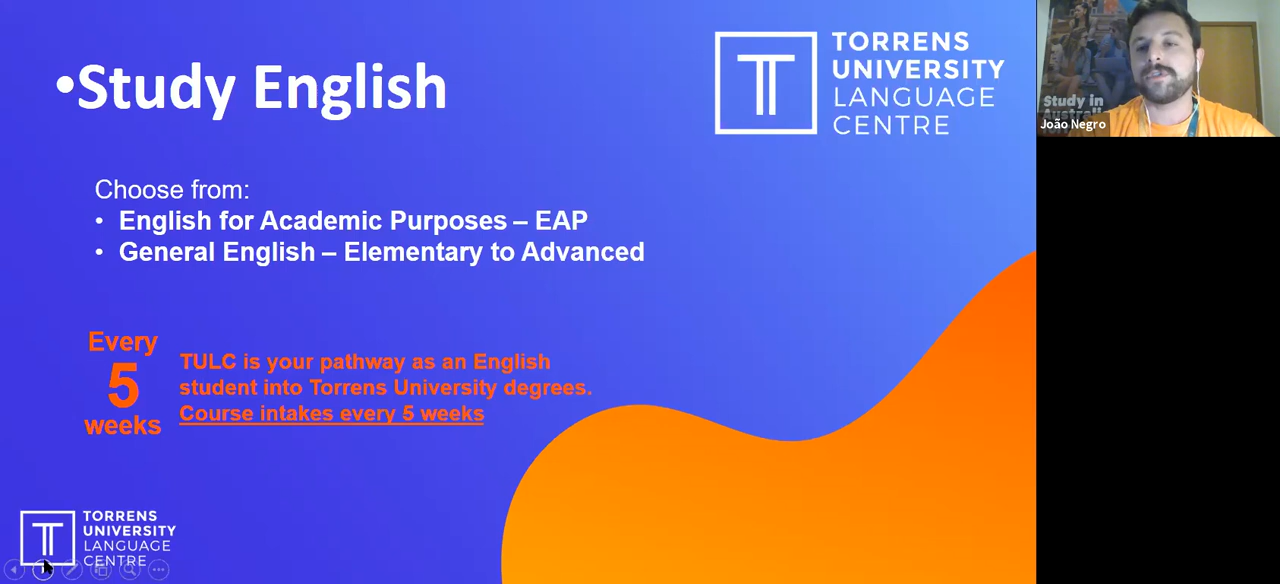 •Study English
TORRENS
UNIVERSITY
LANGUAGE
CENTRE
Choose from:
• English for Academic Purposes – EAP
• General English – Elementary to Advanced
Every
5
weeks
TULC is your pathway as an English
student into Torrens University degrees.
Course intakes every 5 weeks
TORRENS
UNIVERSITY
LANGUAGE
CENTRE
Study in
João Negro